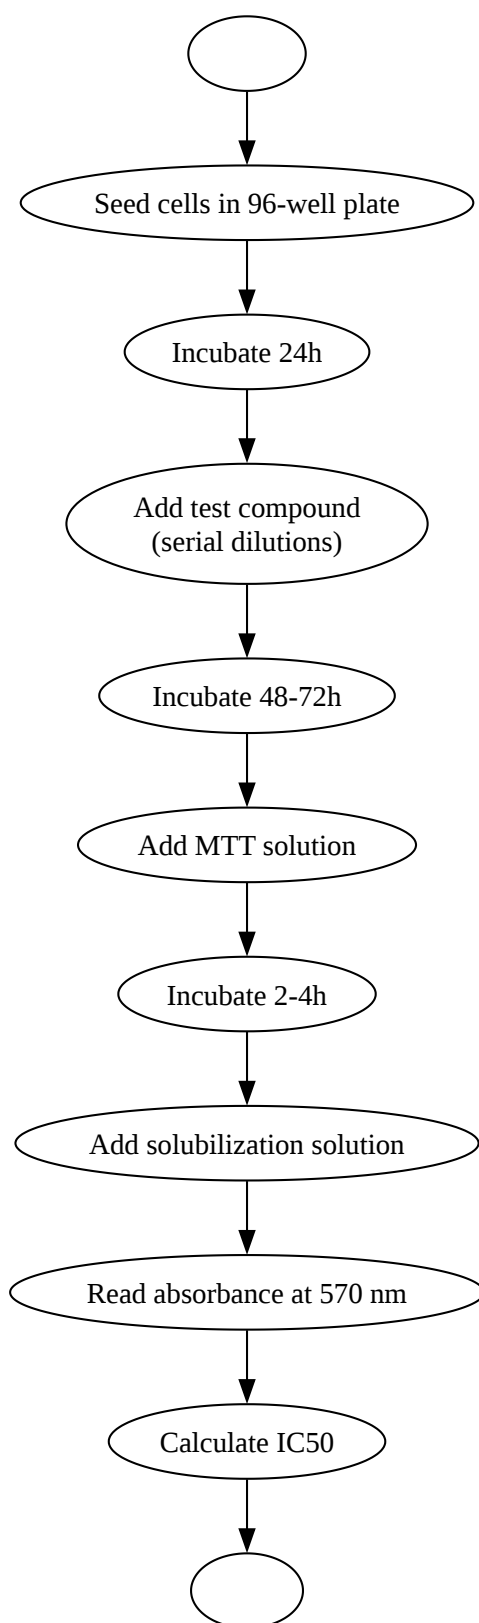 Seed cells in 96-well plate
Incubate 24h
Add test compound
(serial dilutions)
Incubate 48-72h
Add MTT solution
Incubate 2-4h
Add solubilization solution
Read absorbance at 570 nm
Calculate IC50